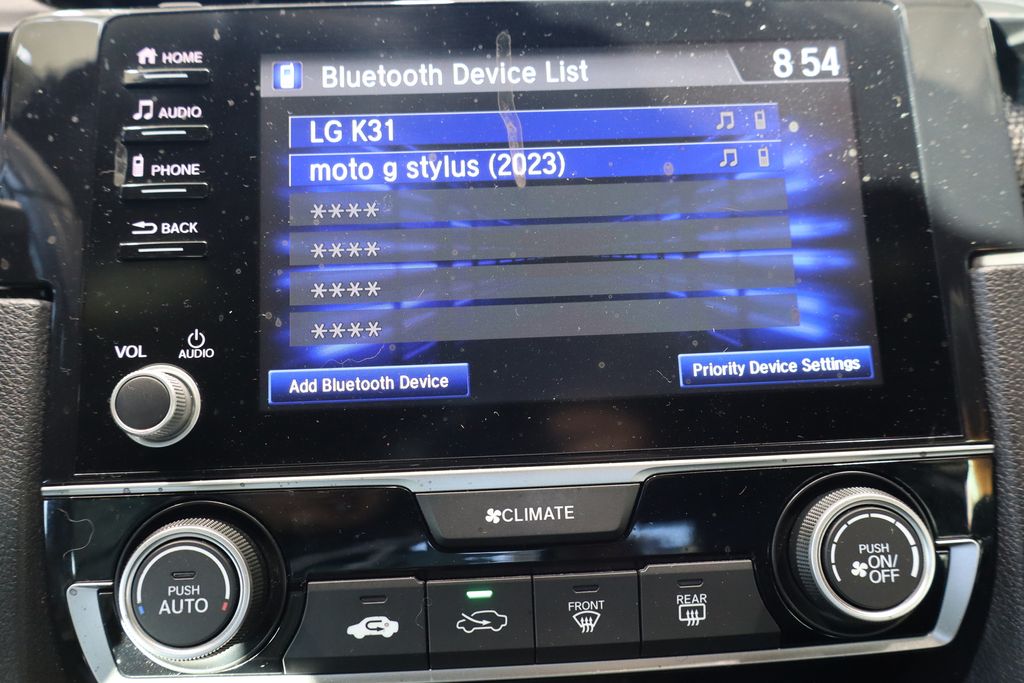 HOME
Bluetooth Device List
8 54
AUDIO
LG K31
PHONE
moto g stylus (2023)
****
BACK
****
****
****
VOL
AUDIO
Add Bluetooth Device
Priority Device Settings
CLIMATE
PUSH
AUTO
FRONT
REAR
PUSH
ON/
OFF